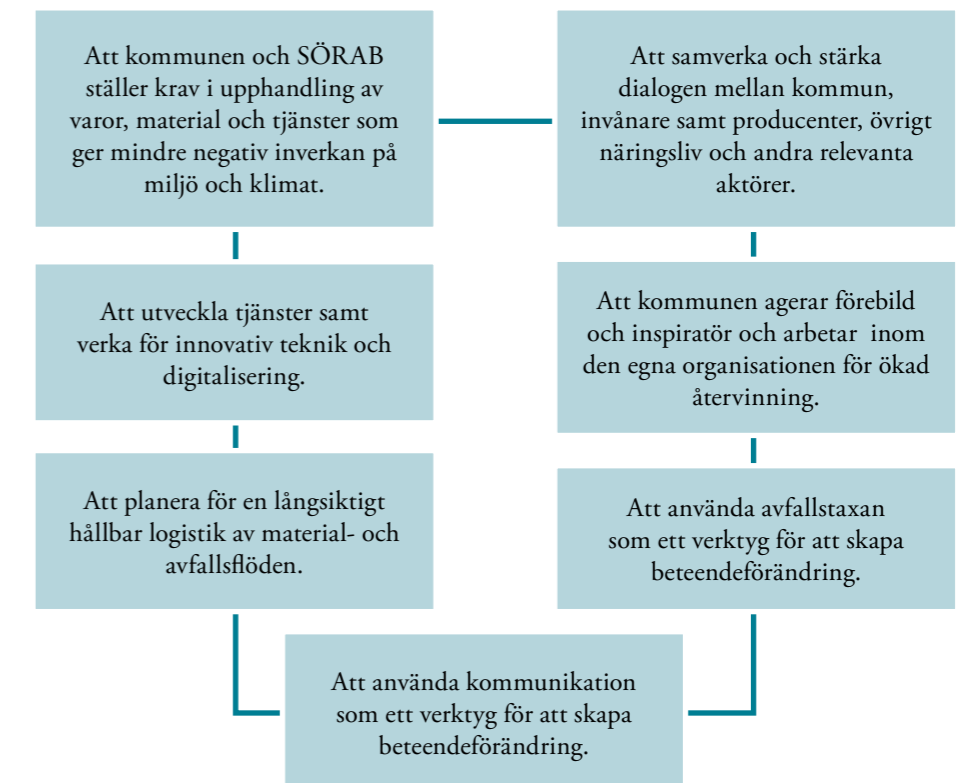 Att kommunen och SÖRAB
ställer krav i upphandling av
varor, material och tjänster som
ger mindre negativ inverkan på
miljö och klimat.
Att samverka och stärka
dialogen mellan kommun,
invånare samt producenter, övrigt
näringsliv och andra relevanta
aktörer.
Att utveckla tjänster samt
verka för innovativ teknik och
digitalisering.
Att kommunen agerar förebild
och inspiratör och arbetar  inom
den egna organisationen för ökad
återvinning.
Att planera för en långsiktigt
hållbar logistik av material- och
avfallsflöden.
Att använda avfallstaxan
som ett verktyg för att skapa
beteendeförändring.
Att använda kommunikation
som ett verktyg för att skapa
beteendeförändring.